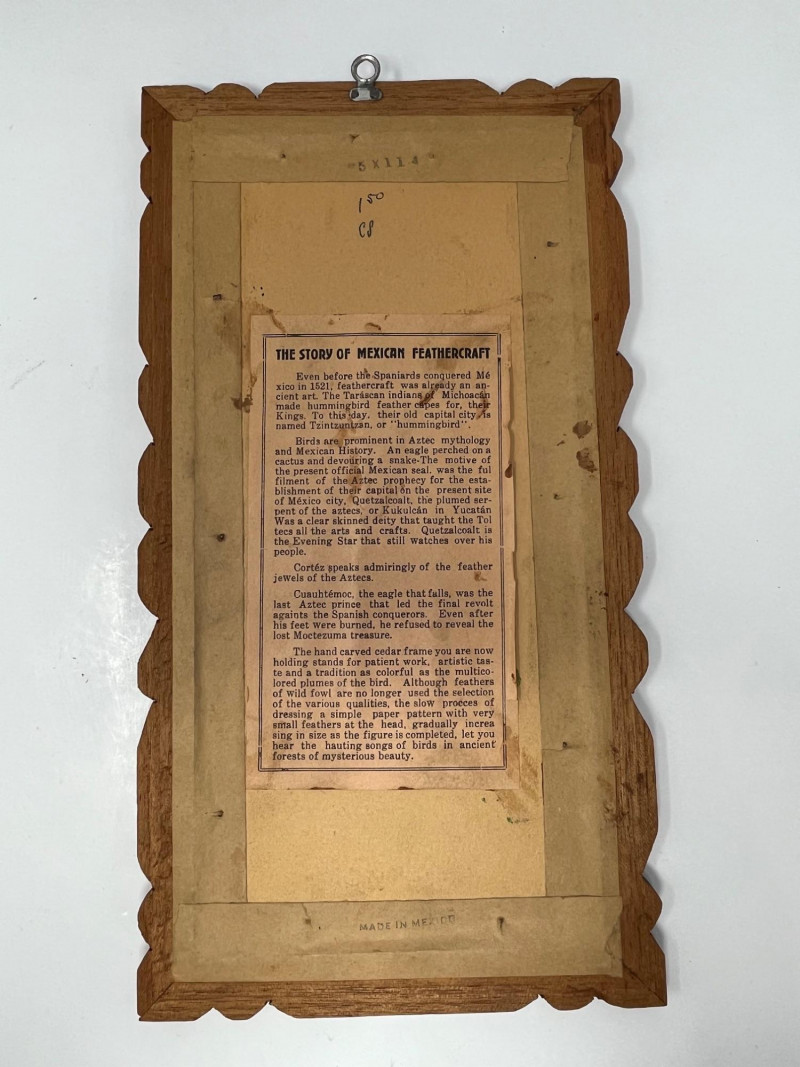 5 X 11
1 50
THE STORY OF MEXICAN FEATHERCRAFT
Even before the Spaniards conquered Mé
xico in 1521, feathercraft was already an an-
cient art. The Taráscan indians of Michoacán
made hummingbird feather capes for, their
Kings. To this day. their old capital city, is
named Tzintzuntzan, or "hummingbird".
Birds are prominent in Aztec mythology
and Mexican History. An eagle perched on a
cactus and devouring a snake-The motive of
the present official Mexican seal. was the ful
filment of the Aztec prophecy for the esta-
blishment of their capital on the present site
of México city, Quetzalcoalt, the plumed ser-
pent of the aztecs, or Kukulcán in Yucatán
Was a clear skinned deity that taught the Tol
tecs all the arts and crafts. Quetzalcoalt is
the Evening Star that still watches over his
people.
Cortéz speaks admiringly of the feather
jewels of the Aztecs.
Cuauhtémoc, the eagle that falls, was the
last Aztec prince that led the final revolt
againts the Spanish conquerors. Even after
his feet were burned, he refused to reveal the
lost Moctezuma treasure.
The hand carved cedar frame you are now
holding stands for patient work, artistic tas-
te and a tradition as colorful as the multico-
lored plumes of the bird. Although feathers
of wild fowl are no longer used the selection
of the various qualities, the slow procces of
dressing a simple paper pattern with very
small feathers at the head, gradually increa
sing in size as the figure is completed, let you
hear the hauting songs of birds in ancient
forests of mysterious beauty.
MADE IN MEXICO